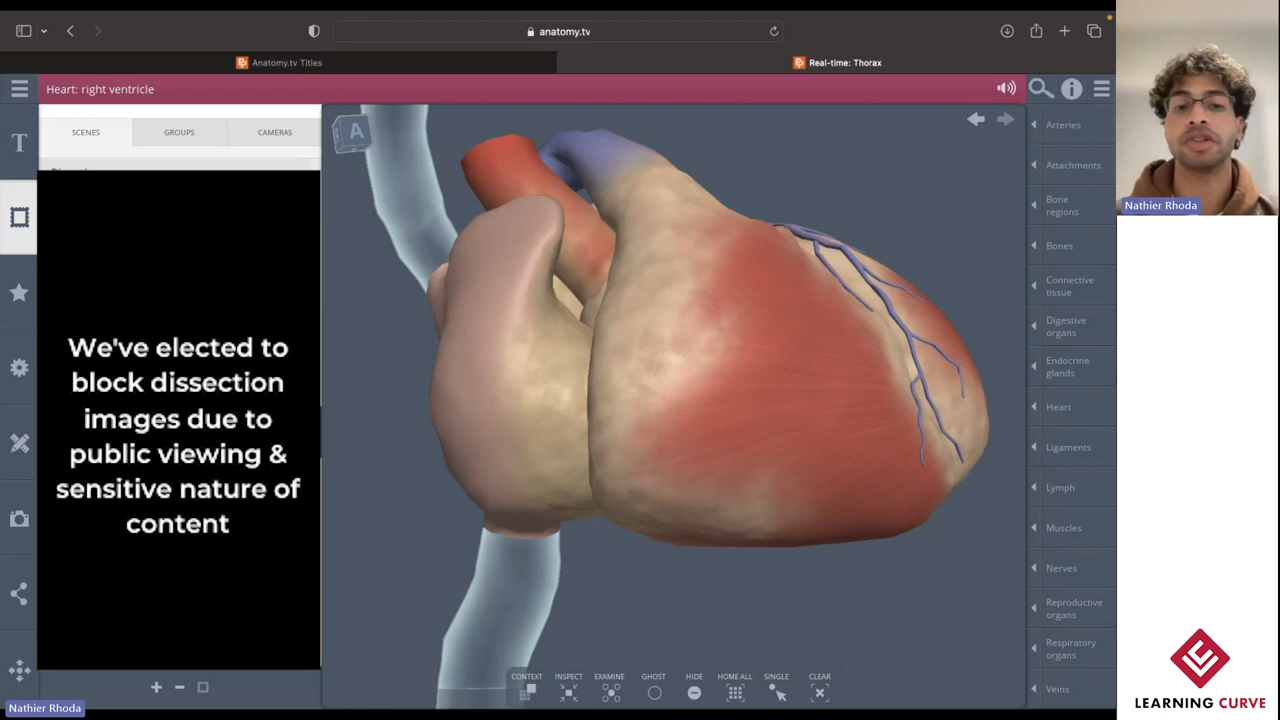 anatomy.tv
Anatomy.tv Titles
Real-time: Thorax
Heart: right ventricle
SCENES
GROUPS
CAMERAS
T
A
We've elected to
block dissection
images due to
public viewing &
sensitive nature of
content
Arteries
Attachments
Bone
regions
Bones
Connective
tissue
Digestive
organs
Endocrine
glands
Heart
Ligaments
Lymph
Muscles
Nerves
Reproductive
organs
Respiratory
organs
Veins
CONTEXT
INSPECT
EXAMINE
GHOST
HIDE
HOME ALL
SINGLE
CLEAR
Nathier Rhoda
Nathier Rhoda
LEARNING CURVE